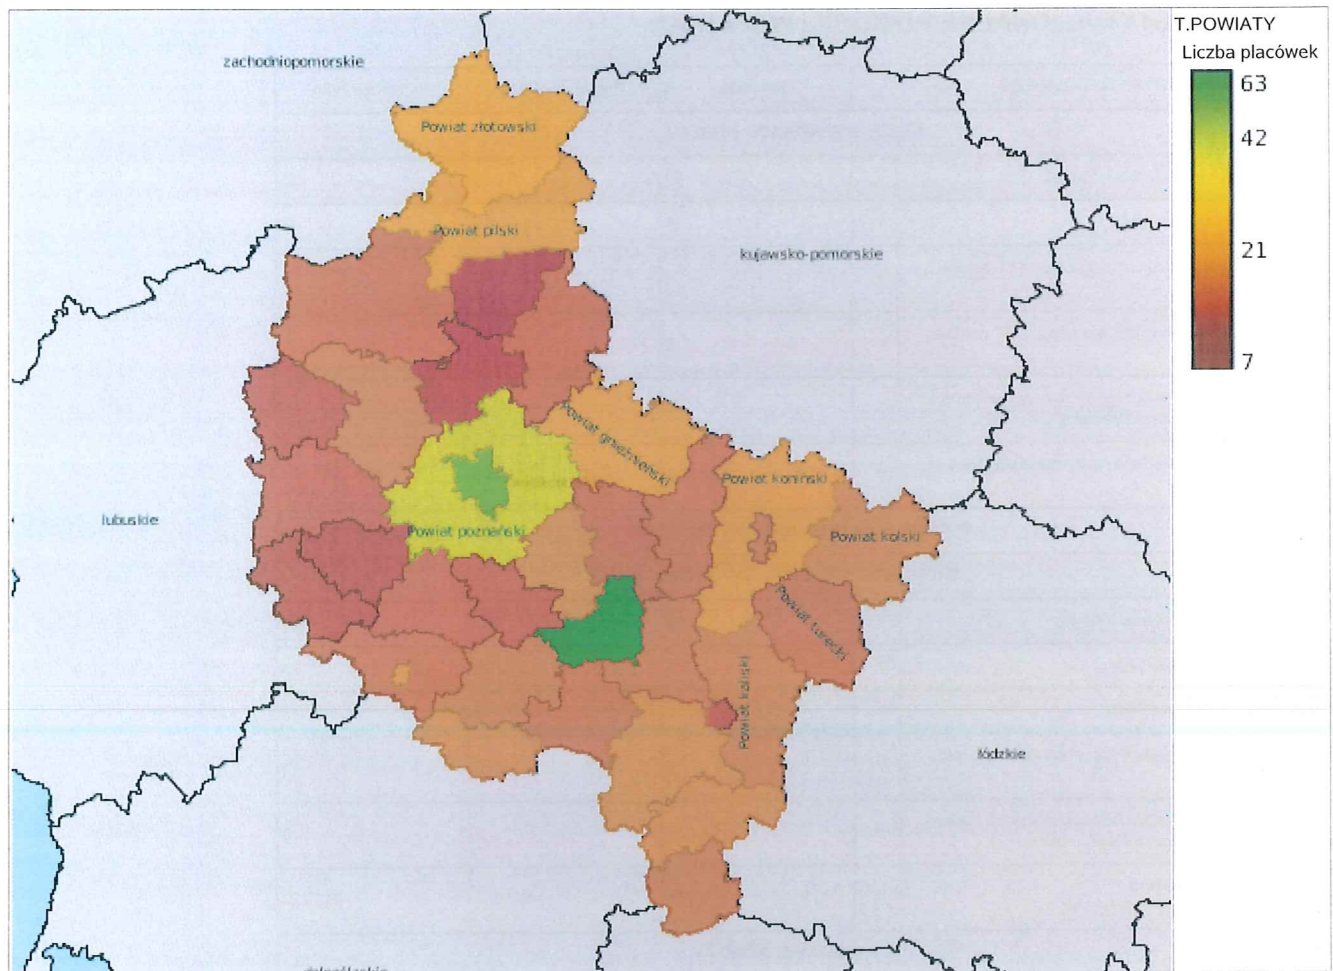 T.POWIATY
Liczba placówek
63
42
21
7
zachodniopomorskie
Powiat złotowski
Powiat pilski
kujawsko-pomorskie
Powiat gnieźnieński
Powiat koniński
lubuskie
Powiat poznański
Powiat kolski
Powiat turecki
Powiat kaliski
łódzkie